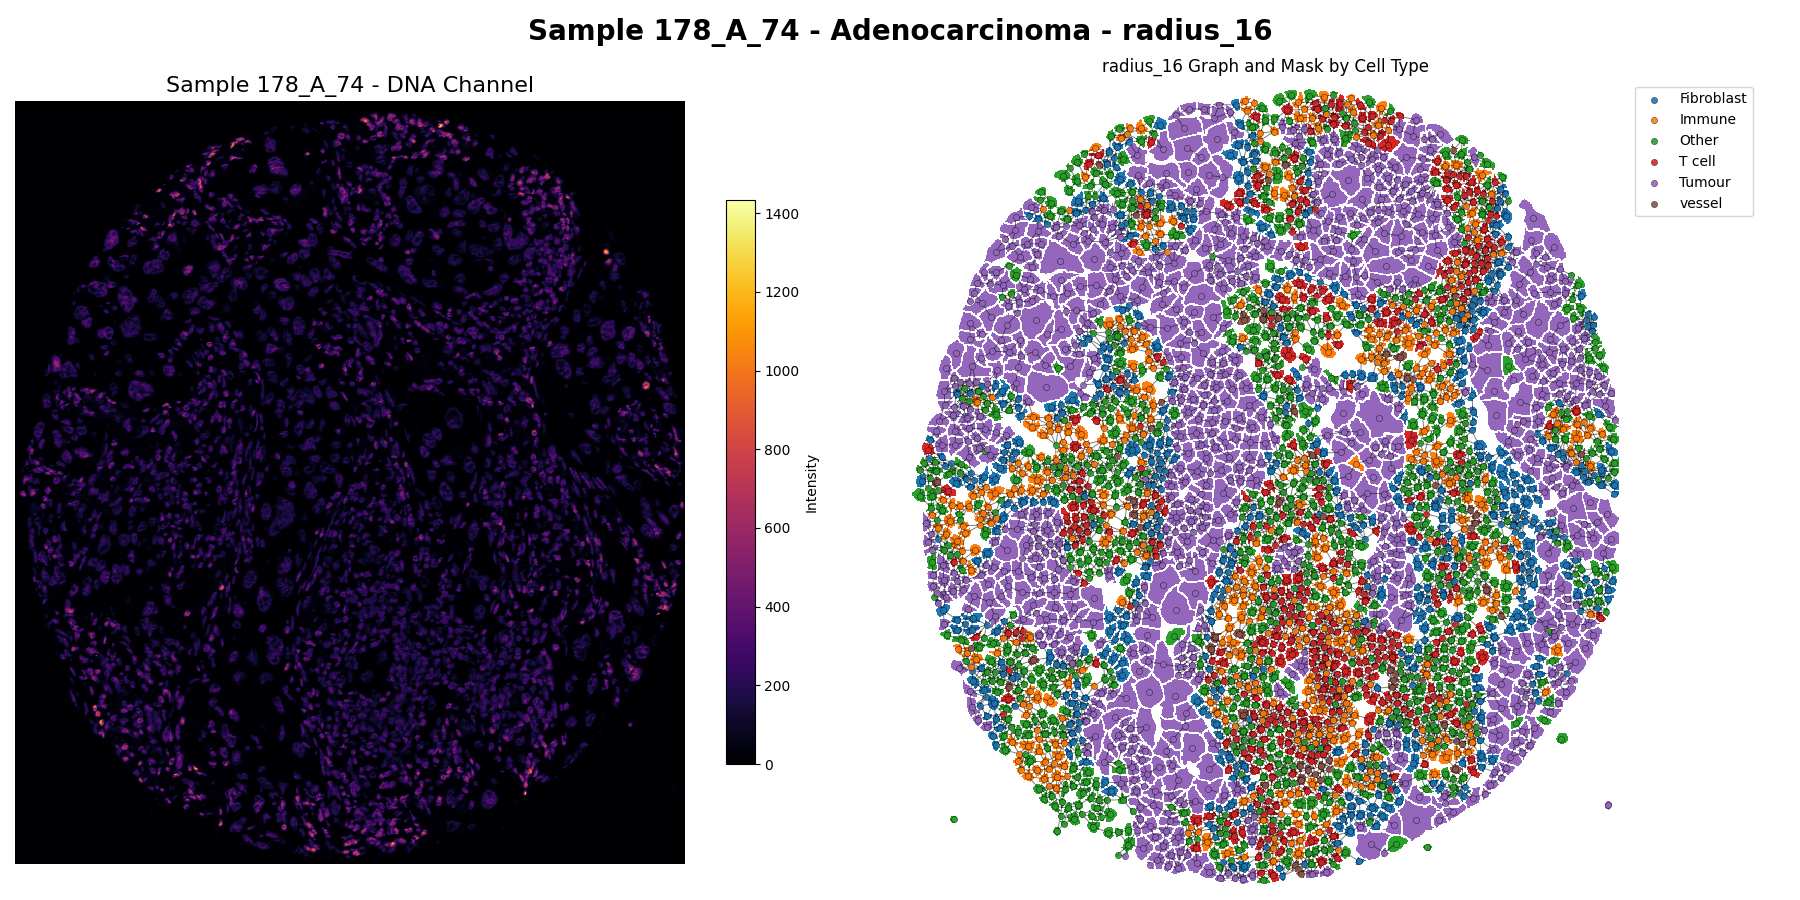 Sample 178_A_74 - Adenocarcinoma - radius_16
Sample 178_A_74 - DNA Channel
radius_16 Graph and Mask by Cell Type
Fibroblast
Immune
Other
T cell
Tumour
vessel
1400
1200
1000
800
600
400
200
0
Intensity